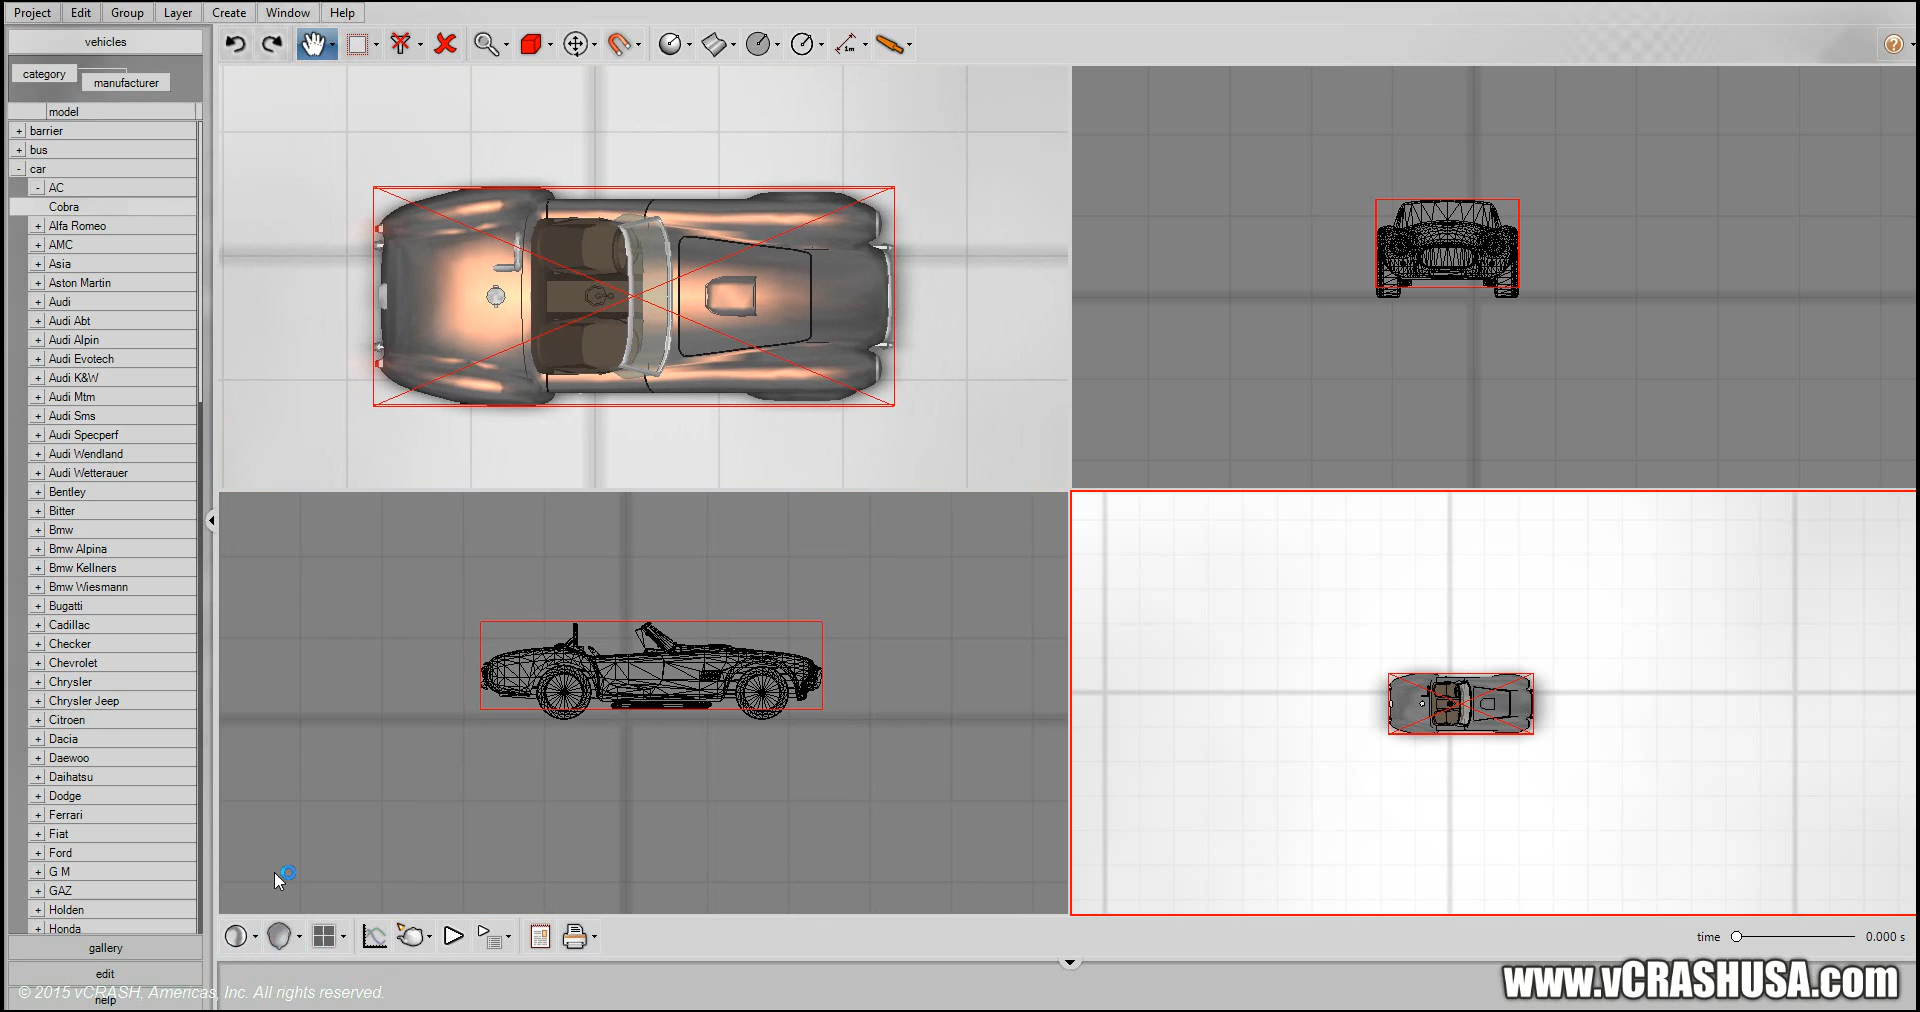 Project Edit Group Layer Create Window Help
vehicles
category
manufacturer
model
+ barrier
+ bus
- car
- AC
Cobra
+ Alfa Romeo
+ AMC
+ Asia
+ Aston Martin
+ Audi
+ Audi Abt
+ Audi Alpin
+ Audi Evotech
+ Audi K&W
+ Audi Mtm
+ Audi Sms
+ Audi Specperf
+ Audi Wendland
+ Audi Wetterauer
+ Bentley
+ Bitter
+ Bmw
+ Bmw Alpina
+ Bmw Kellners
+ Bmw Wiesmann
+ Bugatti
+ Cadillac
+ Checker
+ Chevrolet
+ Chrysler
+ Chrysler Jeep
+ Citroen
+ Dacia
+ Daewoo
+ Daihatsu
+ Dodge
+ Ferrari
+ Fiat
+ Ford
+ G M
+ GAZ
+ Holden
+ Honda
gallery
edit
help
1m
?
time 0.000 s
© 2015 vCRASH, Americas, Inc. All rights reserved.
www.vCRASHUSA.com